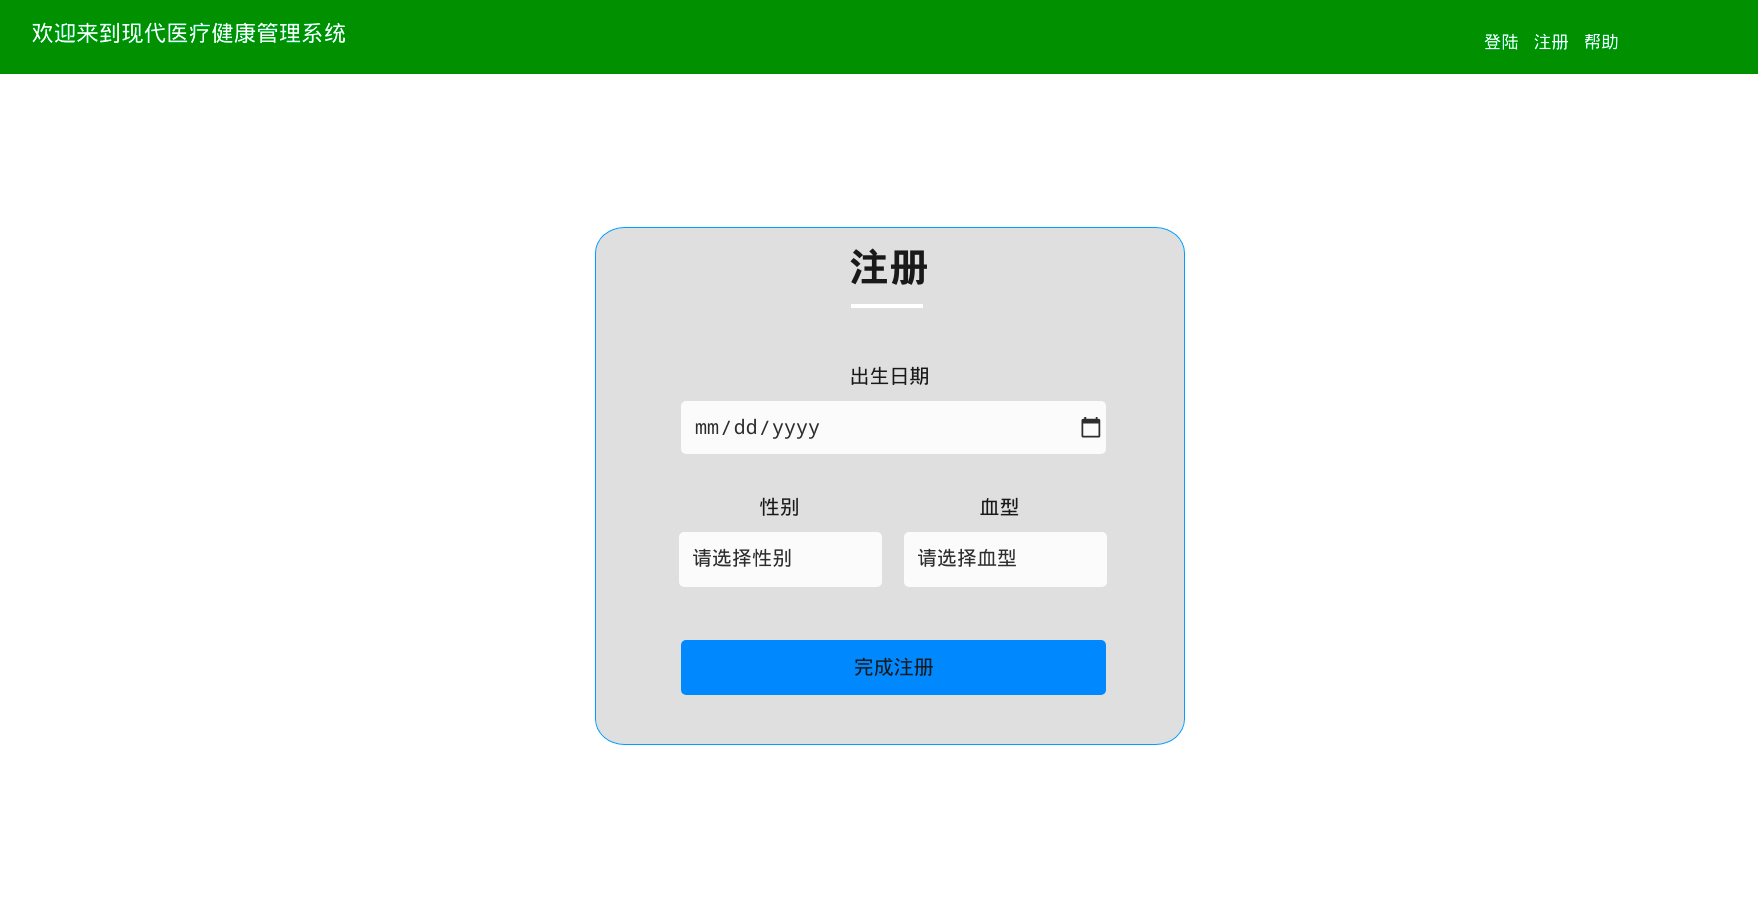 欢迎来到现代医疗健康管理系统
登陆 注册 帮助
注册
出生日期
mm/dd/yyyy
性别 血型
请选择性别 请选择血型
完成注册